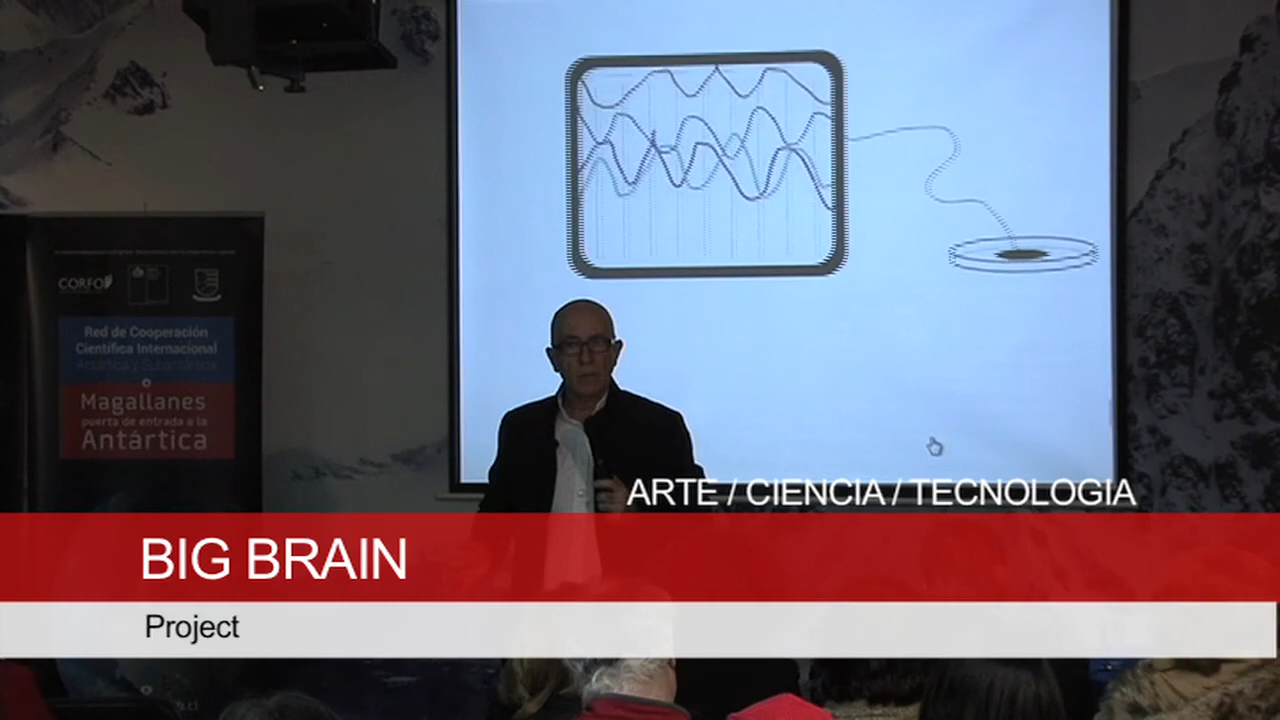 CORFO
Red de Cooperación
Científica Internacional
Antártica y Subantártica
Magallanes
puerta de entrada a la
Antártica
ARTE / CIENCIA / TECNOLOGIA
BIG BRAIN
Project